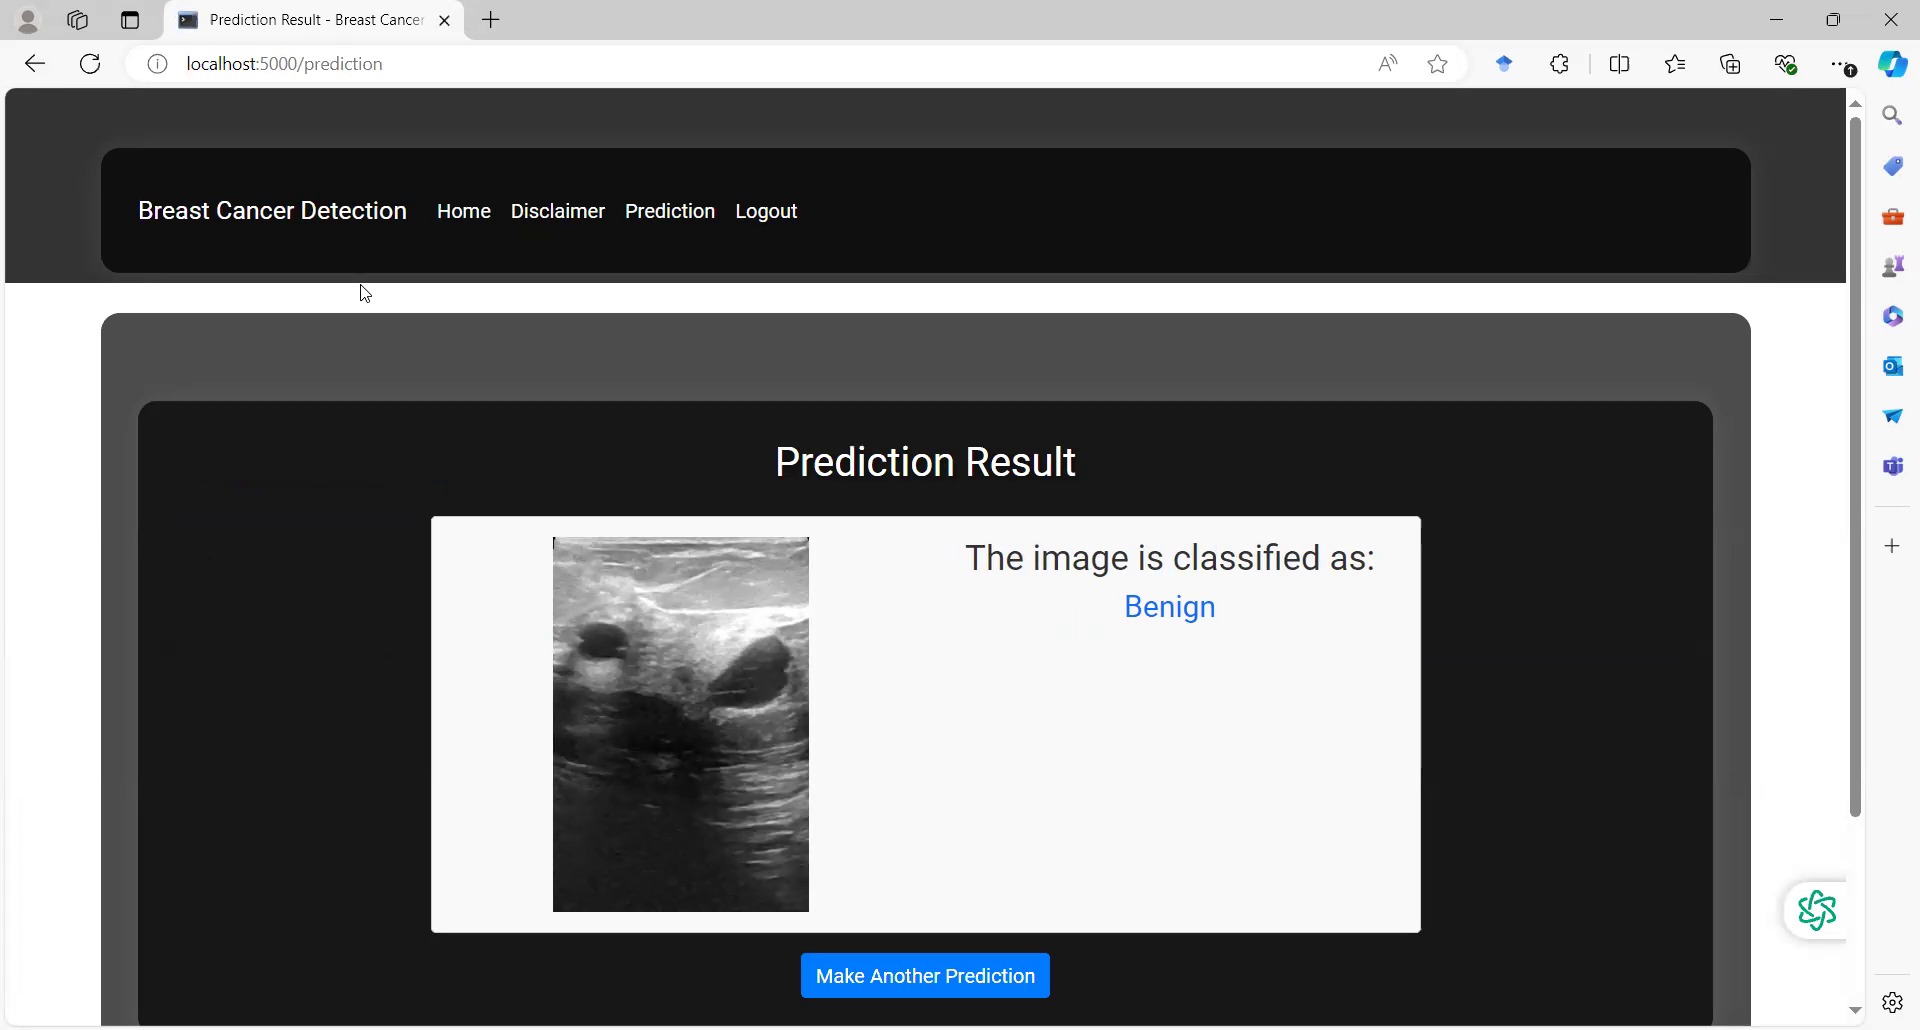 Prediction Result - Breast Cancer
localhost:5000/prediction
Breast Cancer Detection Home Disclaimer Prediction Logout
Prediction Result
The image is classified as:
Benign
Make Another Prediction